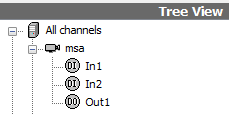 Tree View
All channels
msa
DI In1
DI In2
DO Out1